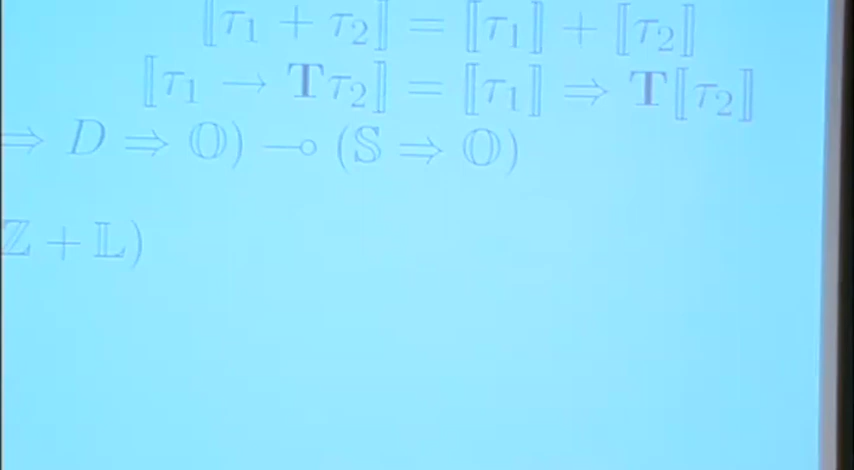 ⟦τ₁ + τ₂⟧ = ⟦τ₁⟧ + ⟦τ₂⟧
⟦τ₁ → 𝐓τ₂⟧ = ⟦τ₁⟧ ⇒ 𝐓⟦τ₂⟧
⇒ D ⇒ 𝕆) ⊸ (𝕊 ⇒ 𝕆)
ℤ + 𝕃)